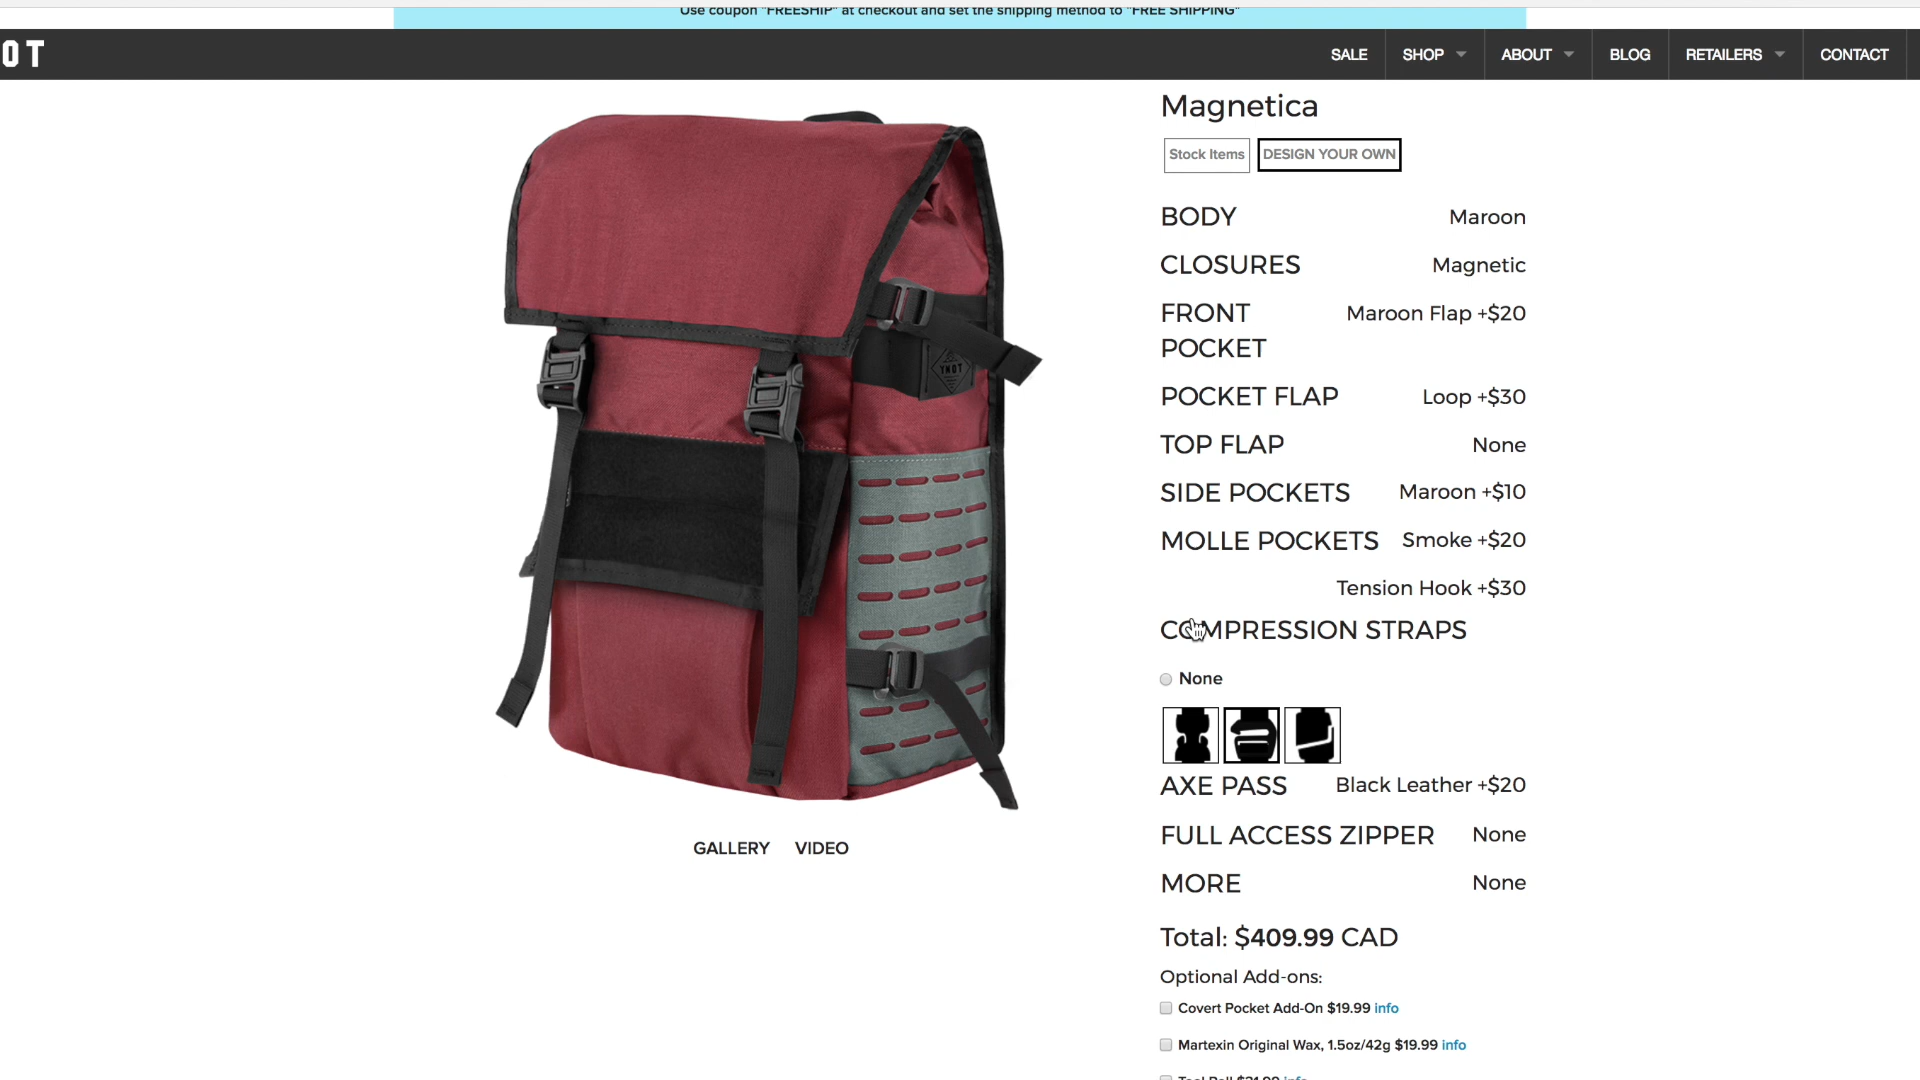 Use coupon "FREESHIP" at checkout and set the shipping method to "FREE SHIPPING"
OT
SALE
SHOP
ABOUT
BLOG
RETAILERS
CONTACT
Magnetica
Stock Items
DESIGN YOUR OWN
BODY Maroon
CLOSURES Magnetic
FRONT POCKET Maroon Flap +$20
POCKET FLAP Loop +$30
TOP FLAP None
SIDE POCKETS Maroon +$10
MOLLE POCKETS Smoke +$20
Tension Hook +$30
COMPRESSION STRAPS
None
AXE PASS Black Leather +$20
FULL ACCESS ZIPPER None
MORE None
Total: $409.99 CAD
Optional Add-ons:
Covert Pocket Add-On $19.99 info
Martexin Original Wax, 1.5oz/42g $19.99 info
YNOT
GALLERY
VIDEO